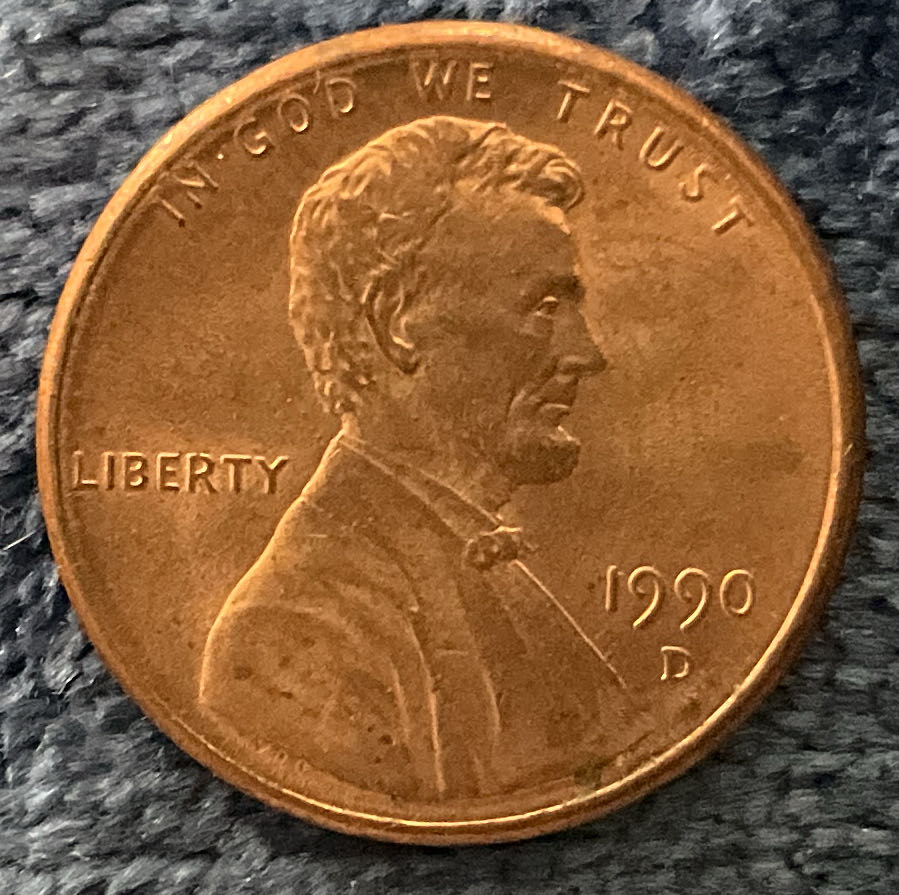 IN GOD WE TRUST
LIBERTY
1990
D